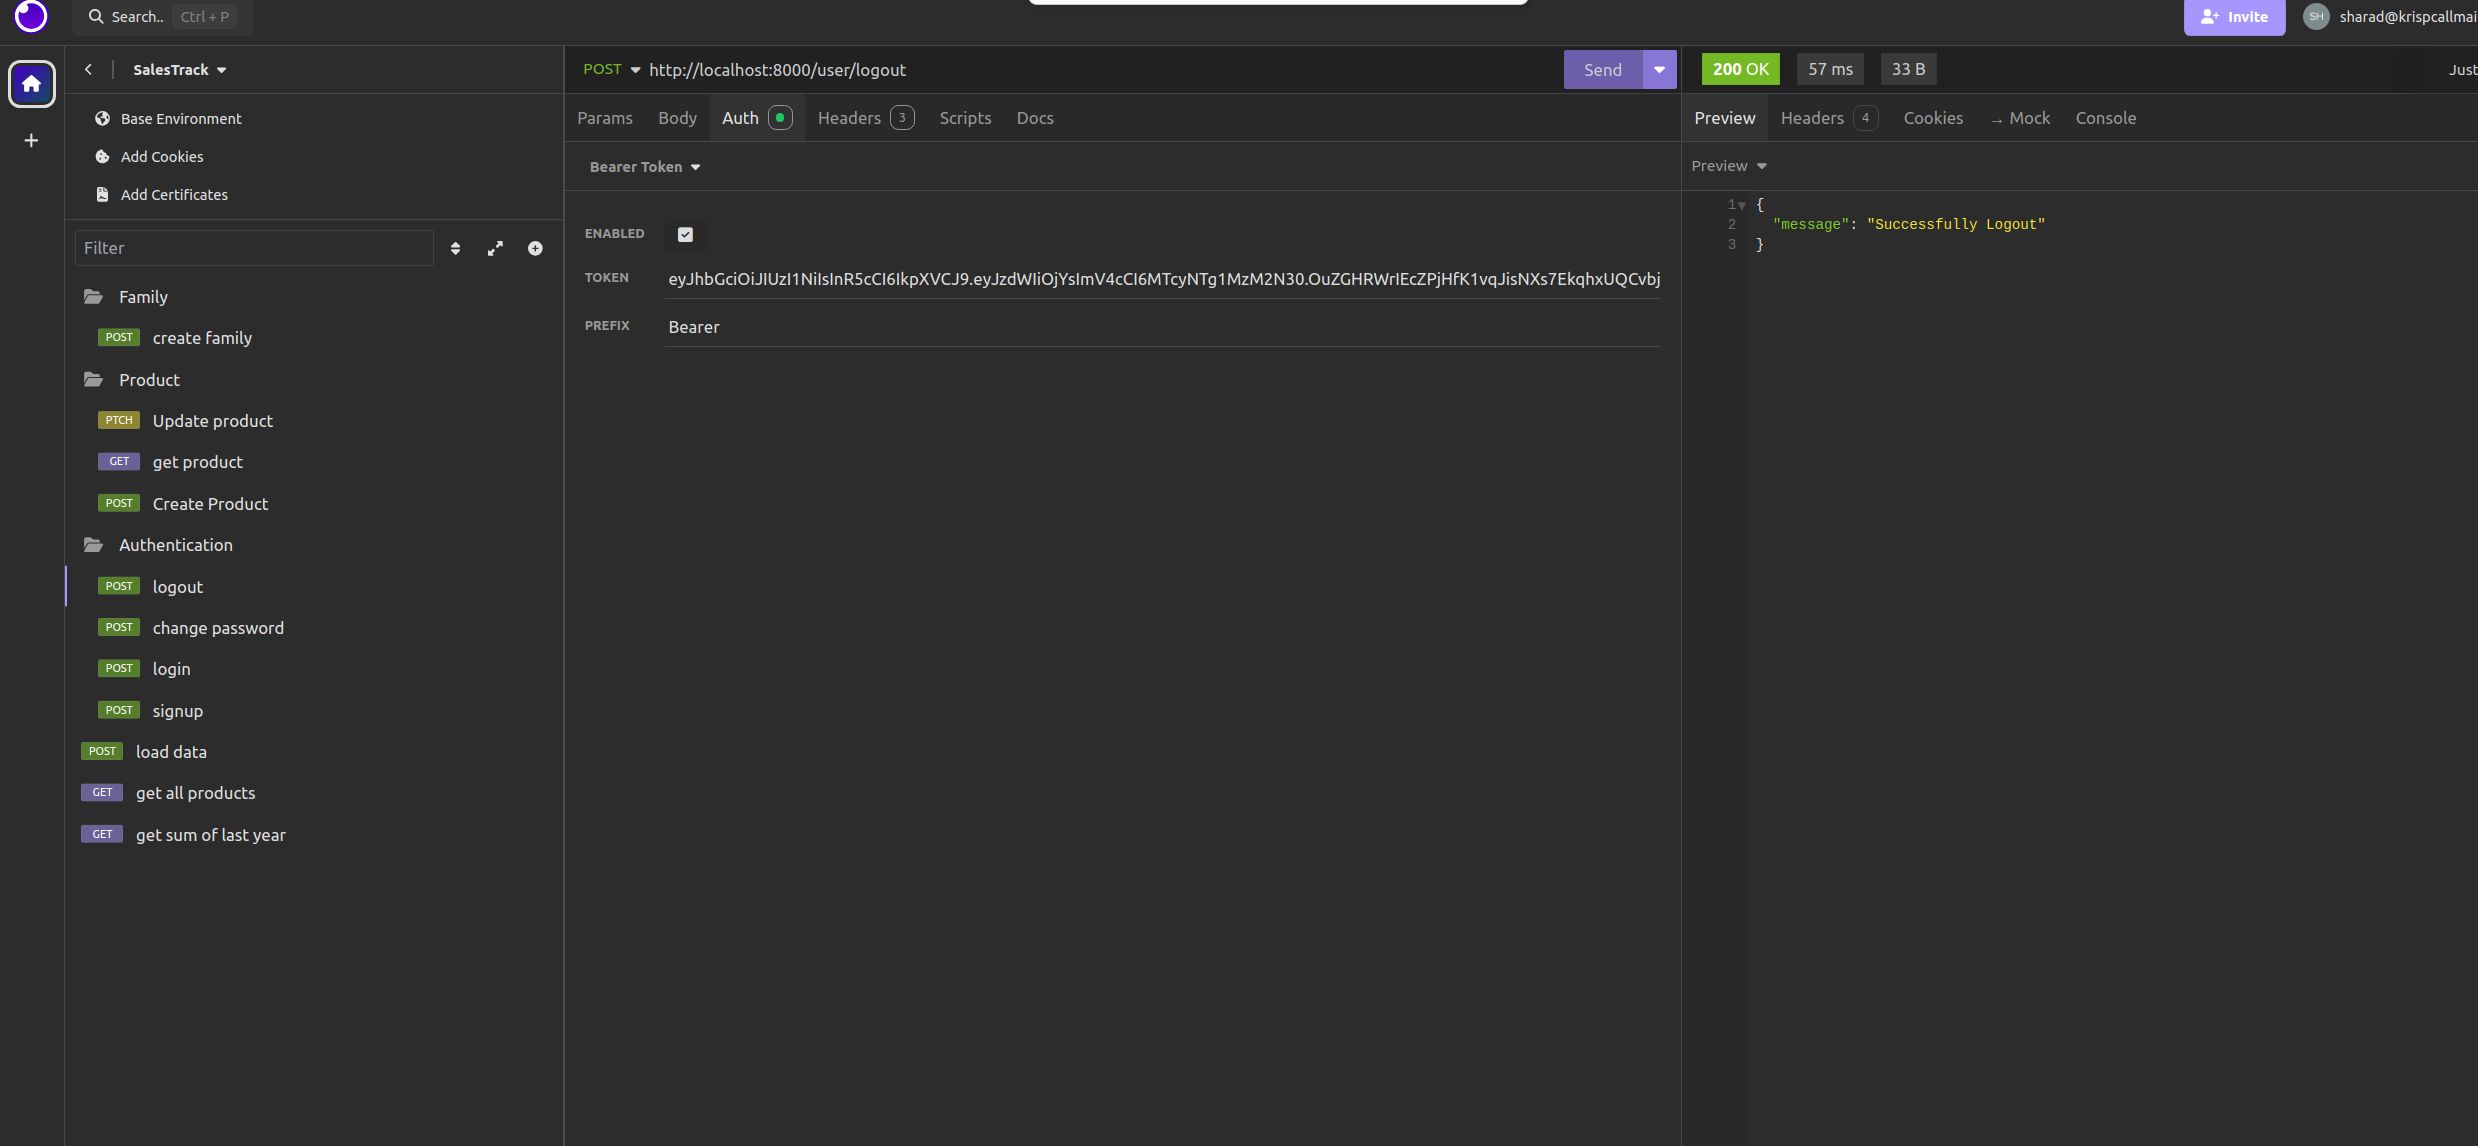 Search.. Ctrl + P
Invite
SH sharad@krispcallmai
SalesTrack
Base Environment
Add Cookies
Add Certificates
Filter
Family
POST create family
Product
PTCH Update product
GET get product
POST Create Product
Authentication
POST logout
POST change password
POST login
POST signup
POST load data
GET get all products
GET get sum of last year
POST http://localhost:8000/user/logout
Send
Params Body Auth Headers 3 Scripts Docs
Bearer Token
ENABLED
TOKEN eyJhbGciOiJIUzI1NiIsInR5cCI6IkpXVCJ9.eyJzdWIiOjYsImV4cCI6MTcyNTg1MzM2N30.OuZGHRWrIEcZPjHfK1vqJisNXs7EkqhxUQCvbj
PREFIX Bearer
200 OK 57 ms 33 B Just
Preview Headers 4 Cookies → Mock Console
Preview
1 {
2 "message": "Successfully Logout"
3 }